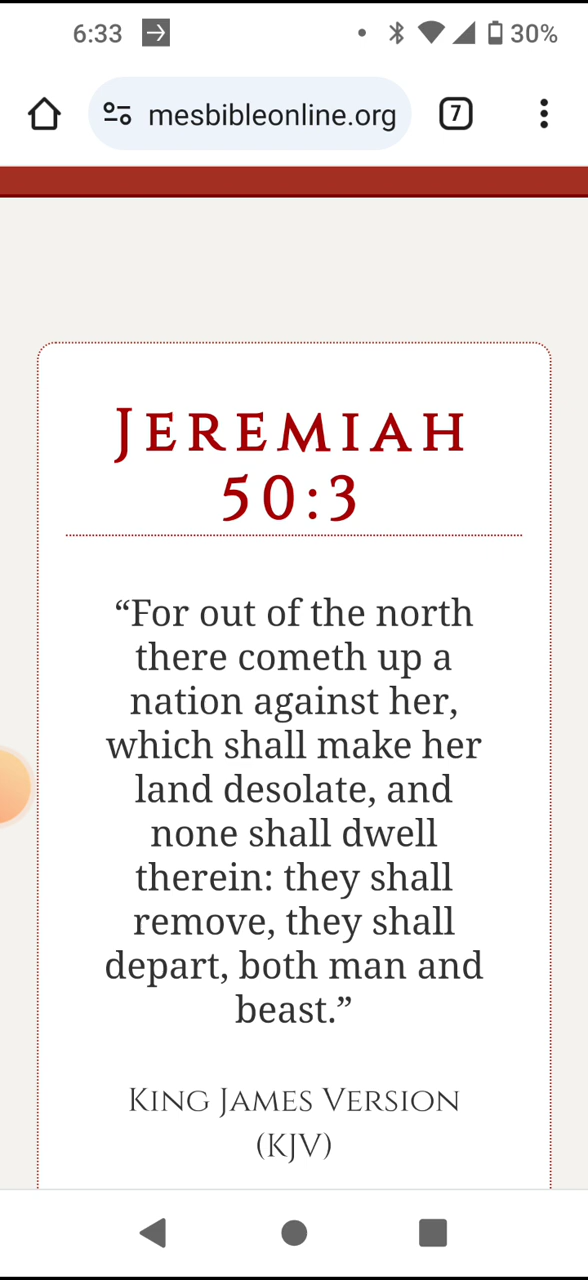 6:33 30%
mesbibleonline.org 7
JEREMIAH
50:3
“For out of the north
there cometh up a
nation against her,
which shall make her
land desolate, and
none shall dwell
therein: they shall
remove, they shall
depart, both man and
beast.”
King James Version
(KJV)